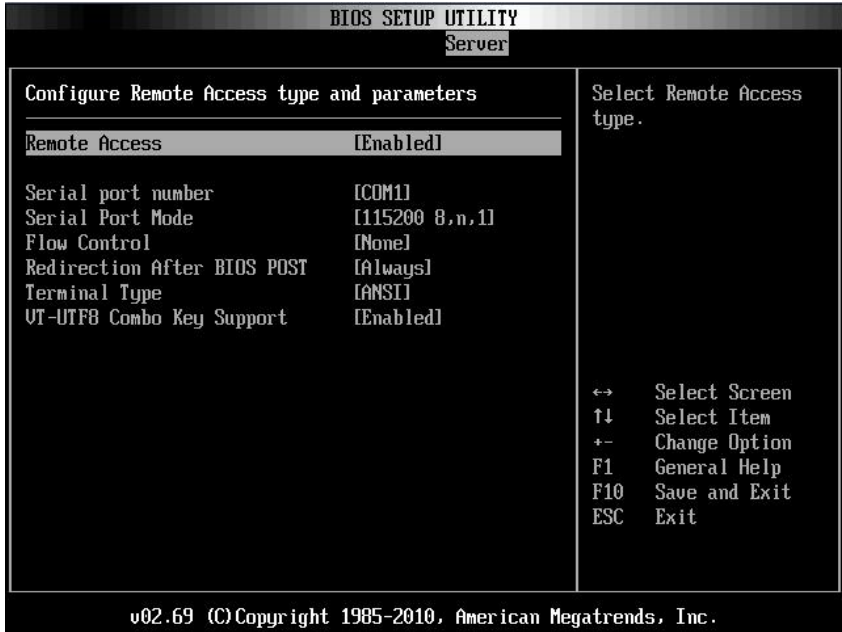 BIOS SETUP UTILITY
Server
Configure Remote Access type and parameters
Remote Access [Enabled]
Serial port number [COM1]
Serial Port Mode [115200 8,n,1]
Flow Control [None]
Redirection After BIOS POST [Always]
Terminal Type [ANSI]
VT-UTF8 Combo Key Support [Enabled]
Select Remote Access
type.
↔ Select Screen
↑↓ Select Item
+- Change Option
F1 General Help
F10 Save and Exit
ESC Exit
v02.69 (C)Copyright 1985-2010, American Megatrends, Inc.